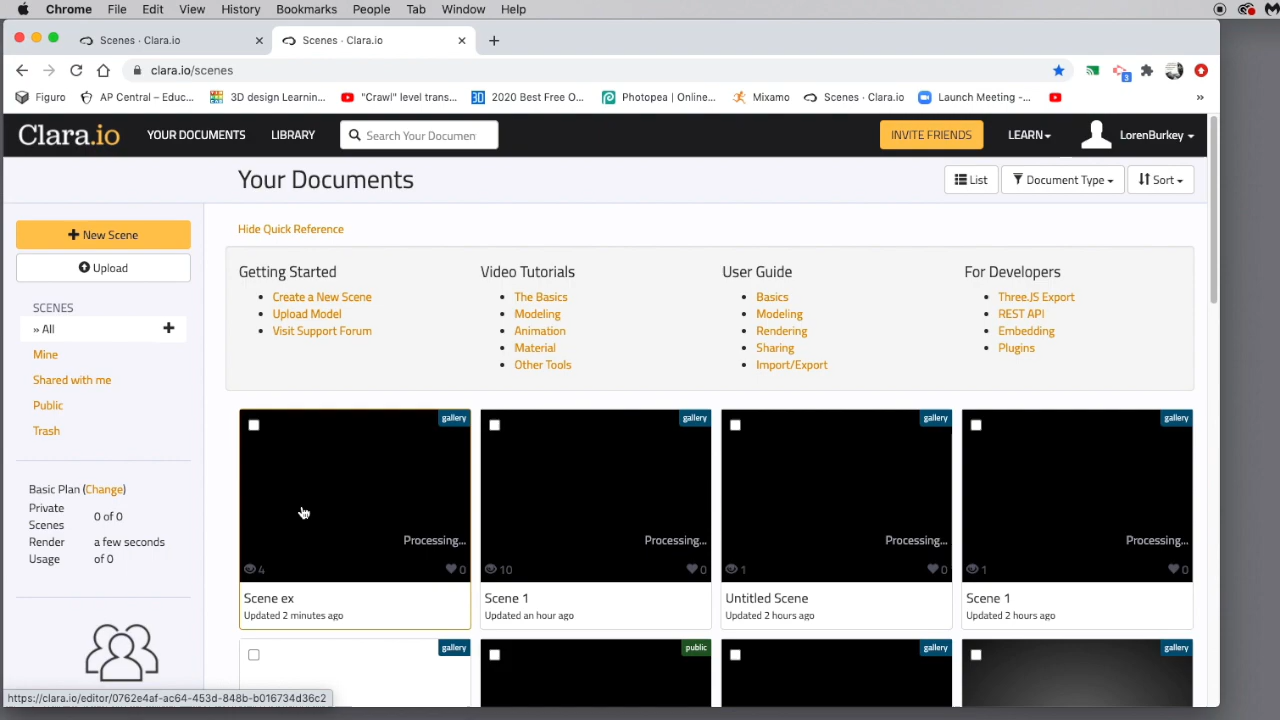 Chrome File Edit View History Bookmarks People Tab Window Help
Scenes · Clara.io
Scenes · Clara.io
clara.io/scenes
3
Figuro
AP Central – Educ...
3D design Learnin...
"Crawl" level trans...
2020 Best Free O...
Photopea | Online...
Mixamo
Scenes · Clara.io
Launch Meeting -...
»
Clara.io
YOUR DOCUMENTS
LIBRARY
Search Your Documen
INVITE FRIENDS
LEARN
LorenBurkey
Your Documents
List
Document Type
Sort
New Scene
Upload
SCENES
» All
Mine
Shared with me
Public
Trash
Basic Plan (Change)
Private Scenes 0 of 0
Render Usage a few seconds of 0
Hide Quick Reference
Getting Started
Create a New Scene
Upload Model
Visit Support Forum
Video Tutorials
The Basics
Modeling
Animation
Material
Other Tools
User Guide
Basics
Modeling
Rendering
Sharing
Import/Export
For Developers
Three.JS Export
REST API
Embedding
Plugins
gallery
Processing...
4
0
Scene ex
Updated 2 minutes ago
gallery
Processing...
10
0
Scene 1
Updated an hour ago
gallery
Processing...
1
0
Untitled Scene
Updated 2 hours ago
gallery
Processing...
1
0
Scene 1
Updated 2 hours ago
gallery
public
gallery
gallery
https://clara.io/editor/0762e4af-ac64-453d-848b-b016734d36c2